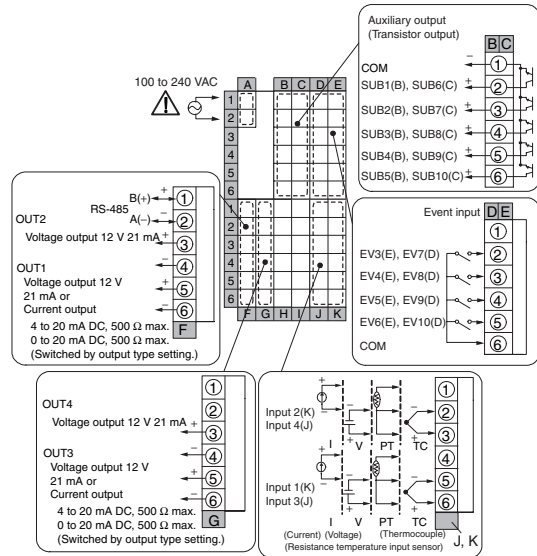 Auxiliary output
(Transistor output)
B C
COM
− 1
SUB1(B), SUB6(C) + 2
SUB2(B), SUB7(C) + 3
SUB3(B), SUB8(C) + 4
SUB4(B), SUB9(C) + 5
SUB5(B), SUB10(C) + 6
100 to 240 VAC
A B C D E
1
2
3
4
5
6
1
2
3
4
5
6
F G H I J K
B(+) + 1
RS-485
A(−) − 2
OUT2
Voltage output 12 V 21 mA + 3
− 4
OUT1
Voltage output 12 V
21 mA or
+ 5
Current output
− 6
4 to 20 mA DC, 500 Ω max.
0 to 20 mA DC, 500 Ω max.
(Switched by output type setting.)
F
Event input D E
1
EV3(E), EV7(D) 2
EV4(E), EV8(D) 3
EV5(E), EV9(D) 4
EV6(E), EV10(D) 5
COM 6
1
OUT4
2
Voltage output 12 V 21 mA + 3
− 4
OUT3
Voltage output 12 V
21 mA or
+ 5
Current output
− 6
4 to 20 mA DC, 500 Ω max.
0 to 20 mA DC, 500 Ω max.
(Switched by output type setting.)
G
1
2
3
4
5
6
Input 2(K)
Input 4(J)
+ − − −
I + V PT + TC
Input 1(K)
Input 3(J)
+ − − −
I + V PT + TC
(Current) (Voltage) (Thermocouple)
(Resistance temperature input sensor)
J, K